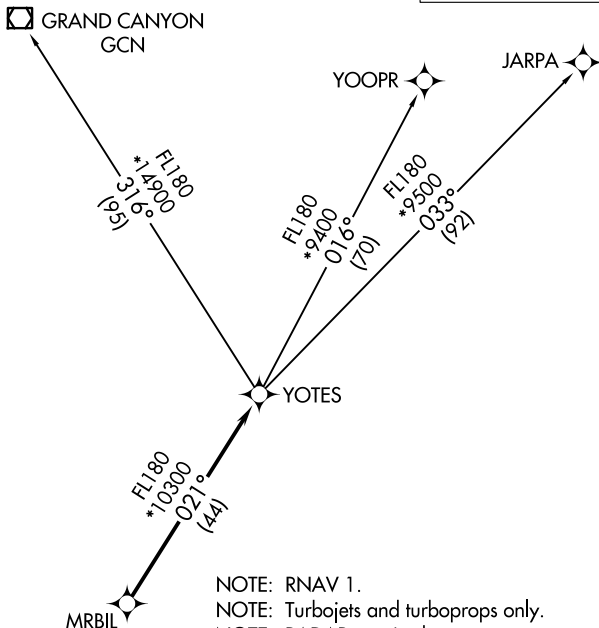 GRAND CANYON
GCN
YOOPR
JARPA
FL180
*14900
316°
(95)
FL180
*9400
016°
(70)
FL180
*9500
033°
(92)
YOTES
FL180
*10300
021°
(44)
MRBIL
NOTE: RNAV 1.
NOTE: Turbojets and turboprops only.